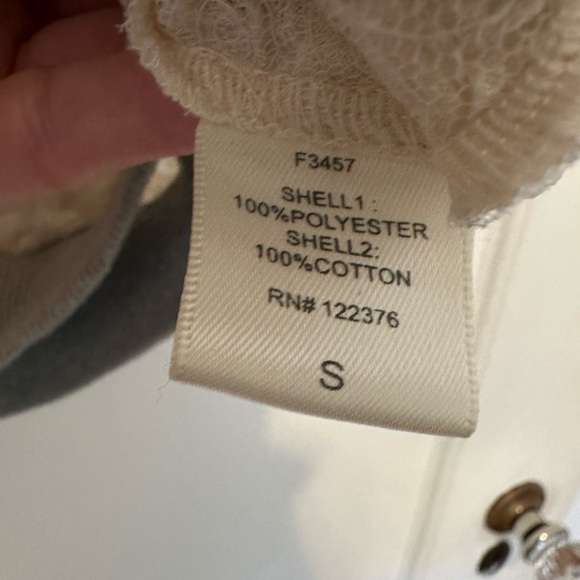 F3457
SHELL1 :
100%POLYESTER
SHELL2:
100%COTTON
RN# 122376
S